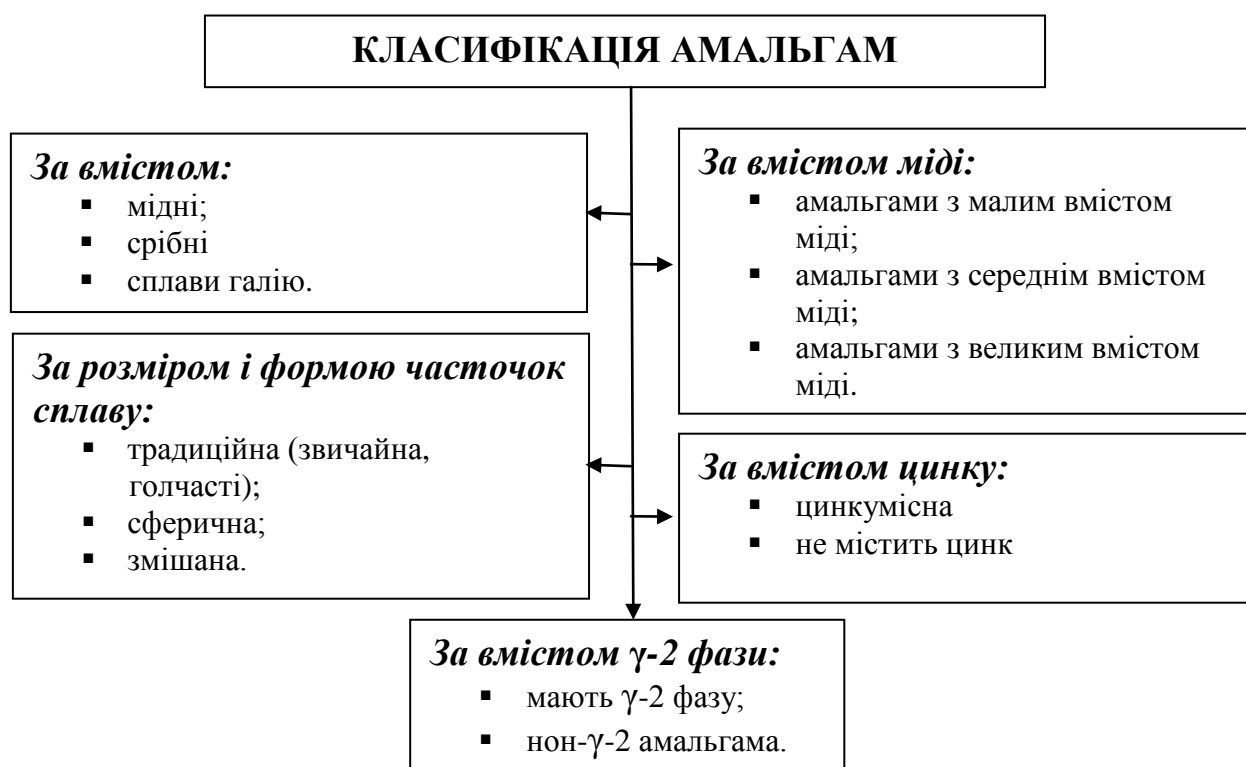 КЛАСИФІКАЦІЯ АМАЛЬГАМ
За вмістом:
▪ мідні;
▪ срібні
▪ сплави галію.
За вмістом міді:
▪ амальгами з малим вмістом
міді;
▪ амальгами з середнім вмістом
міді;
▪ амальгами з великим вмістом
міді.
За розміром і формою часточок
сплаву:
▪ традиційна (звичайна,
голчасті);
▪ сферична;
▪ змішана.
За вмістом цинку:
▪ цинкумісна
▪ не містить цинк
За вмістом γ-2 фази:
▪ мають γ-2 фазу;
▪ нон-γ-2 амальгама.